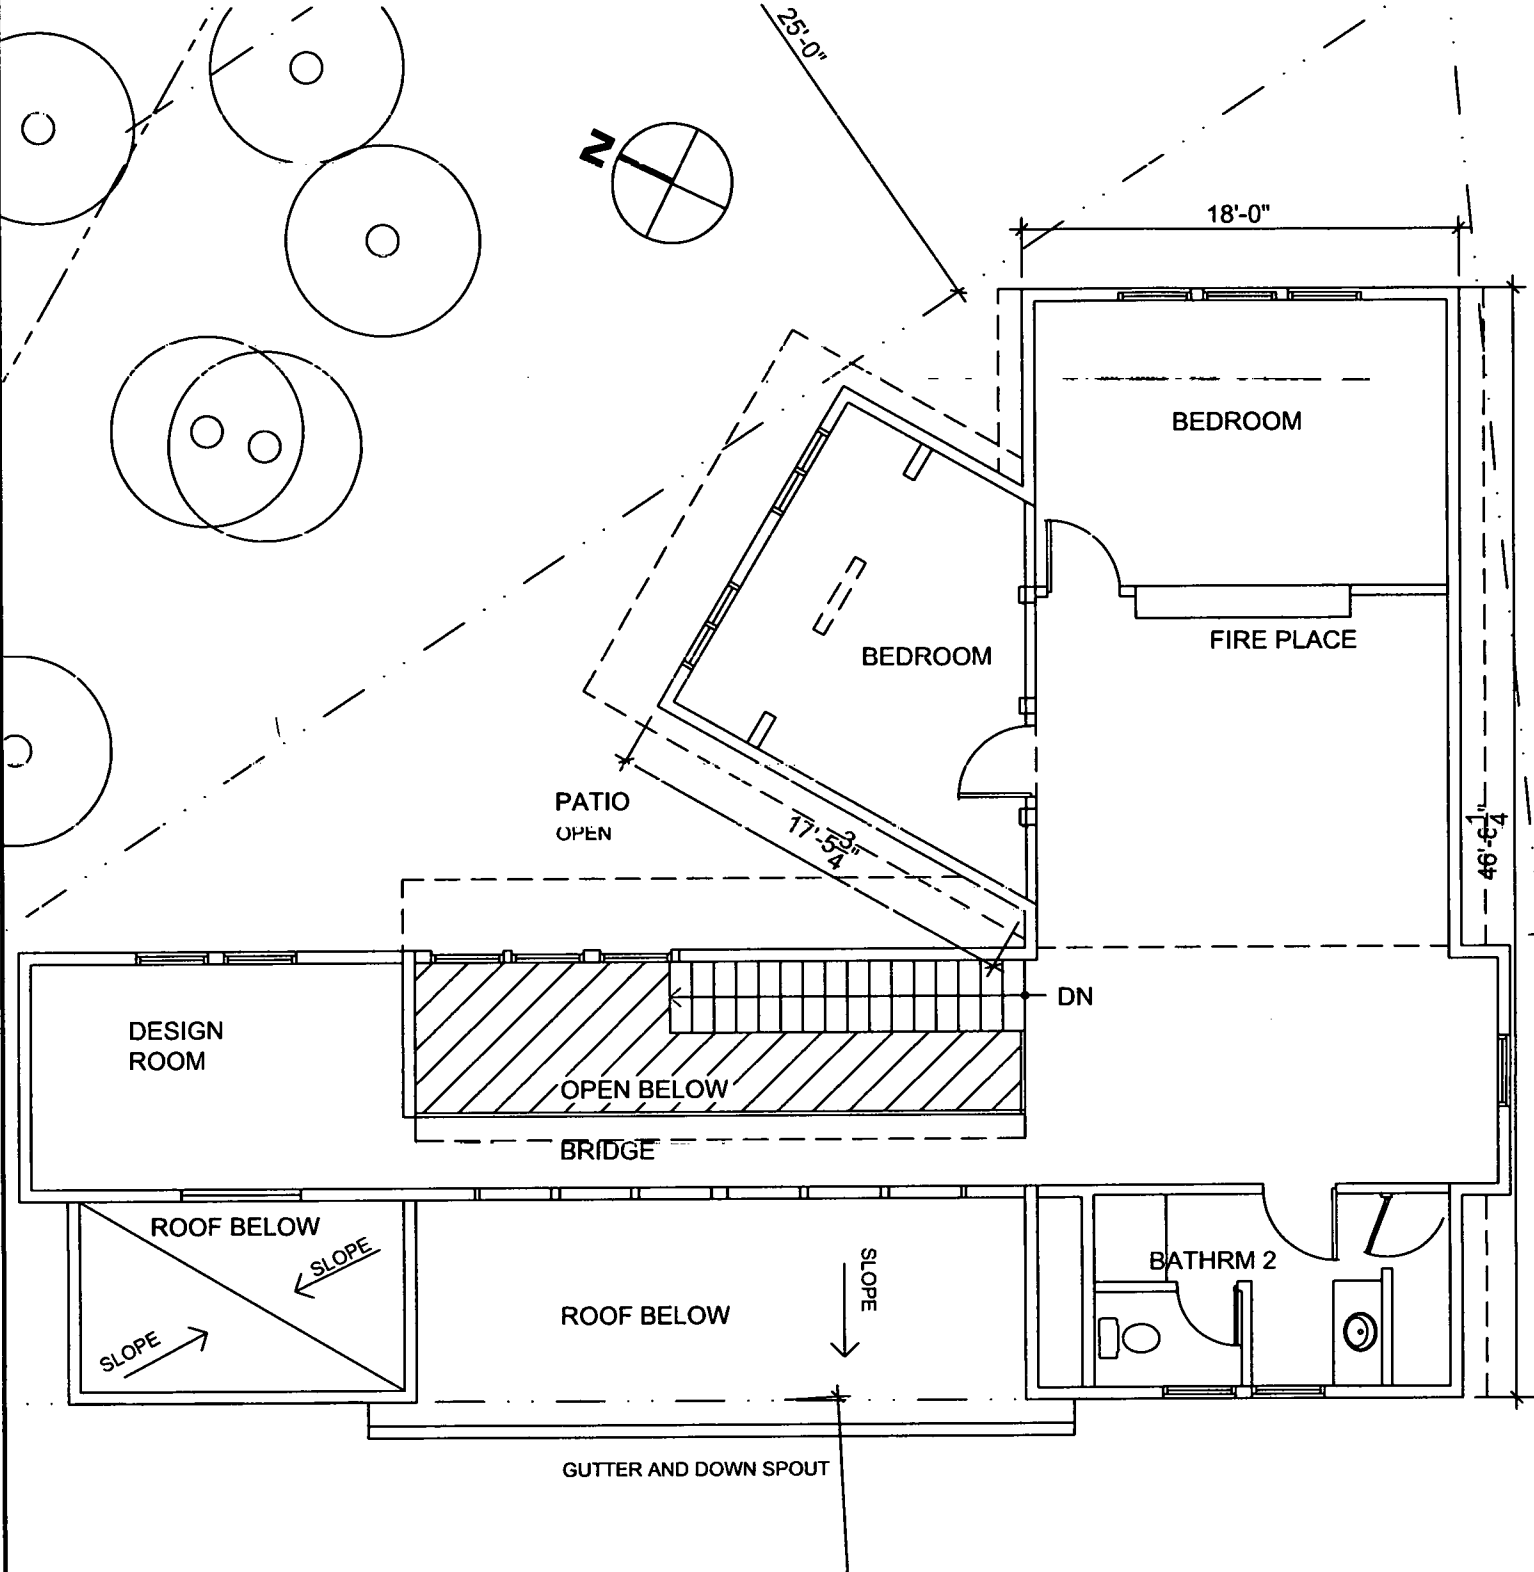 25'-0"
N
18'-0"
BEDROOM
FIRE PLACE
BEDROOM
PATIO
OPEN
17'-5 3/4"
46'-6 1/4"
DN
DESIGN
ROOM
OPEN BELOW
BRIDGE
ROOF BELOW
SLOPE
SLOPE
ROOF BELOW
SLOPE
BATHRM 2
GUTTER AND DOWN SPOUT